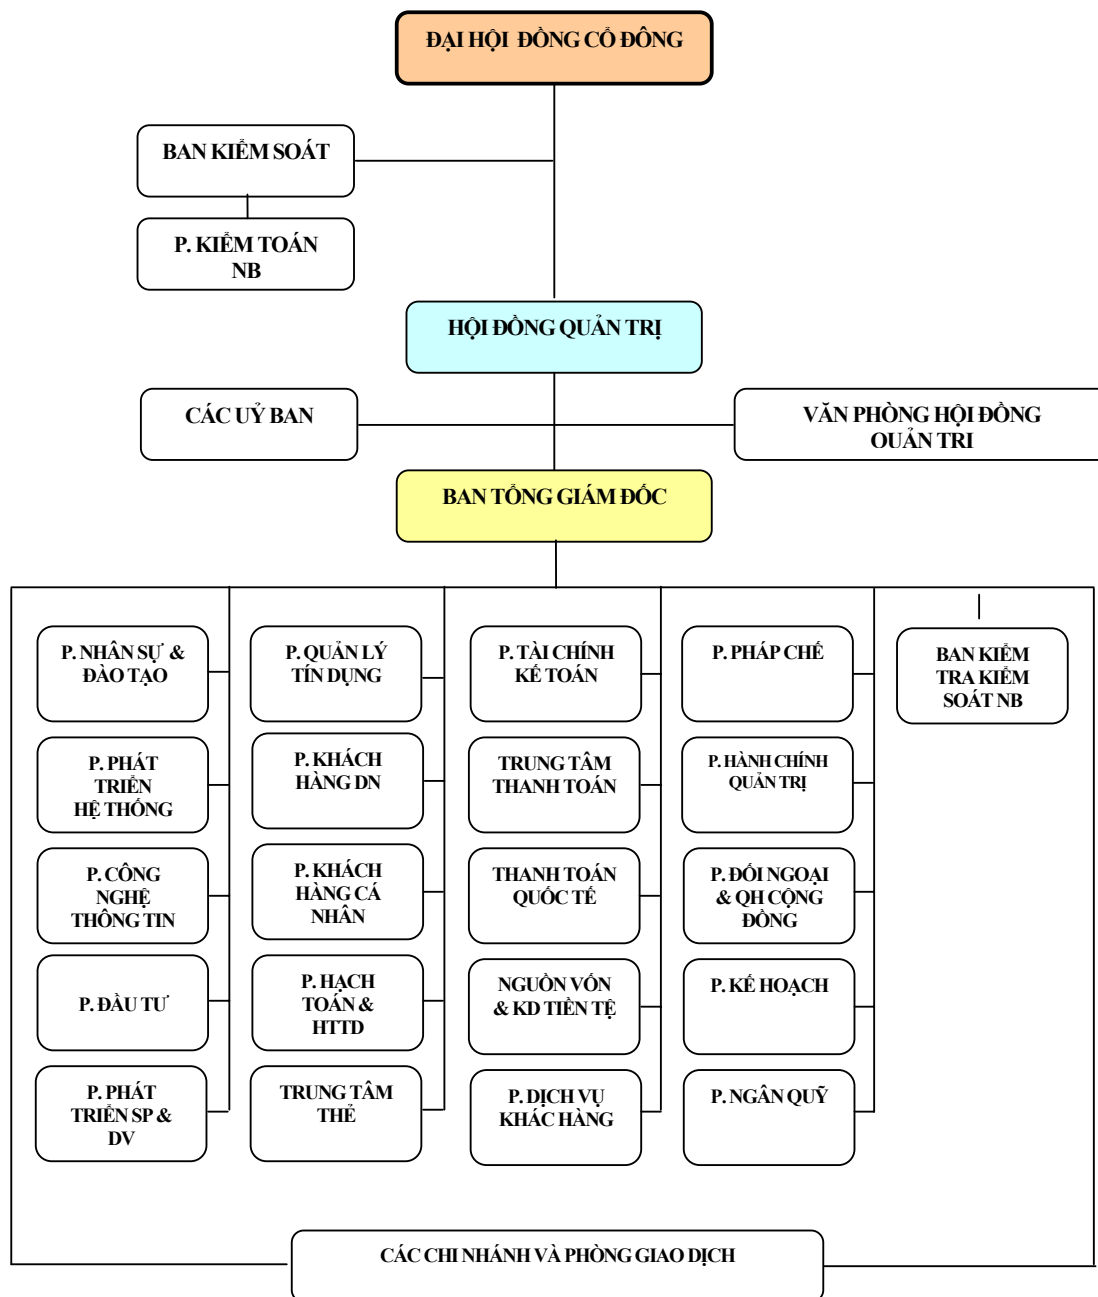 ĐẠI HỘI ĐỒNG CỔ ĐÔNG
BAN KIỂM SOÁT
P. KIỂM TOÁN
NB
HỘI ĐỒNG QUẢN TRỊ
CÁC UỶ BAN
VĂN PHÒNG HỘI ĐỒNG
QUẢN TRỊ
BAN TỔNG GIÁM ĐỐC
P. NHÂN SỰ &
ĐÀO TẠO
P. QUẢN LÝ
TÍN DỤNG
P. TÀI CHÍNH
KẾ TOÁN
P. PHÁP CHẾ
BAN KIỂM
TRA KIỂM
SOÁT NB
P. PHÁT
TRIỂN
HỆ THỐNG
P. KHÁCH
HÀNG DN
TRUNG TÂM
THANH TOÁN
P. HÀNH CHÍNH
QUẢN TRỊ
P. CÔNG
NGHỆ
THÔNG TIN
P. KHÁCH
HÀNG CÁ
NHÂN
THANH TOÁN
QUỐC TẾ
P. ĐỐI NGOẠI
& QH CỘNG
ĐỒNG
P. ĐẦU TƯ
P. HẠCH
TOÁN &
HTTD
NGUỒN VỐN
& KD TIỀN TỆ
P. KẾ HOẠCH
P. PHÁT
TRIỂN SP &
DV
TRUNG TÂM
THẺ
P. DỊCH VỤ
KHÁC HÀNG
P. NGÂN QUỸ
CÁC CHI NHÁNH VÀ PHÒNG GIAO DỊCH